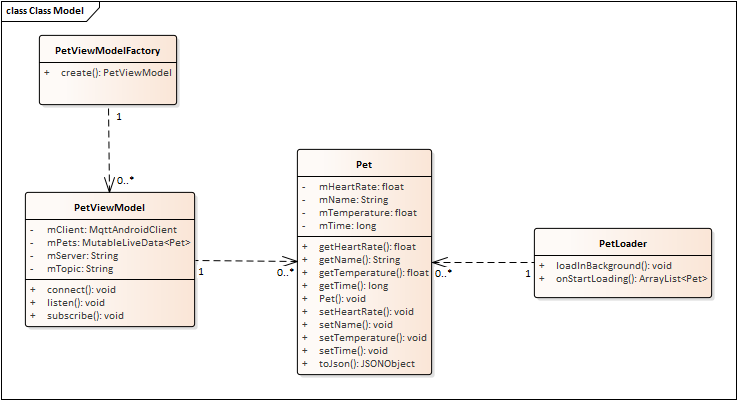 class Class Model
PetViewModelFactory
+ create(): PetViewModel
1
0..*
PetViewModel
- mClient: MqttAndroidClient
- mPets: MutableLiveData<Pet>
- mServer: String
- mTopic: String
+ connect(): void
+ listen(): void
+ subscribe(): void
1
0..*
Pet
- mHeartRate: float
- mName: String
- mTemperature: float
- mTime: long
+ getHeartRate(): float
+ getName(): String
+ getTemperature(): float
+ getTime(): long
+ Pet(): void
+ setHeartRate(): void
+ setName(): void
+ setTemperature(): void
+ setTime(): void
+ toJson(): JSONObject
0..*
1
PetLoader
+ loadInBackground(): void
+ onStartLoading(): ArrayList<Pet>